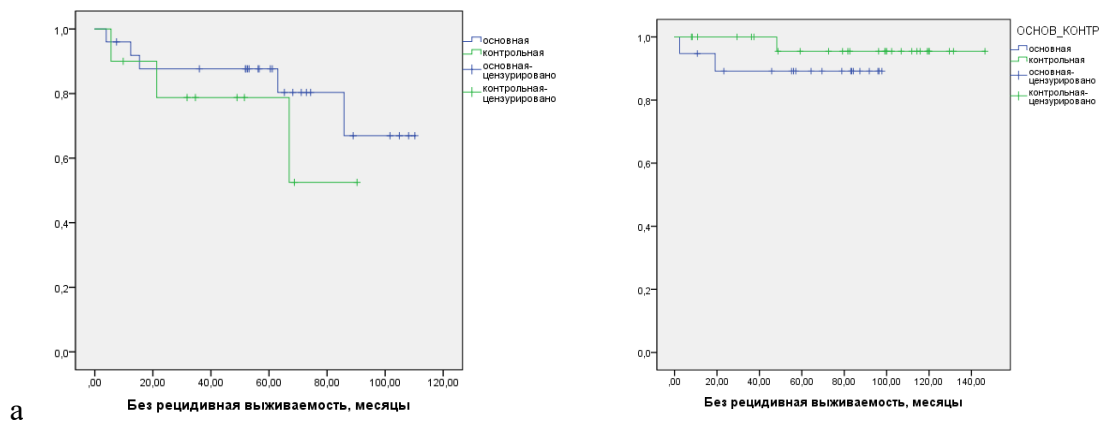 1,0
0,8
0,6
0,4
0,2
0,0
,00 20,00 40,00 60,00 80,00 100,00 120,00
Без рецидивная выживаемость, месяцы
основная
контрольная
основная-
цензурировано
контрольная-
цензурировано
а
1,0
0,8
0,6
0,4
0,2
0,0
,00 20,00 40,00 60,00 80,00 100,00 120,00 140,00
Без рецидивная выживаемость, месяцы
ОСНОВ_КОНТР
основная
контрольная
основная-
цензурировано
контрольная-
цензурировано